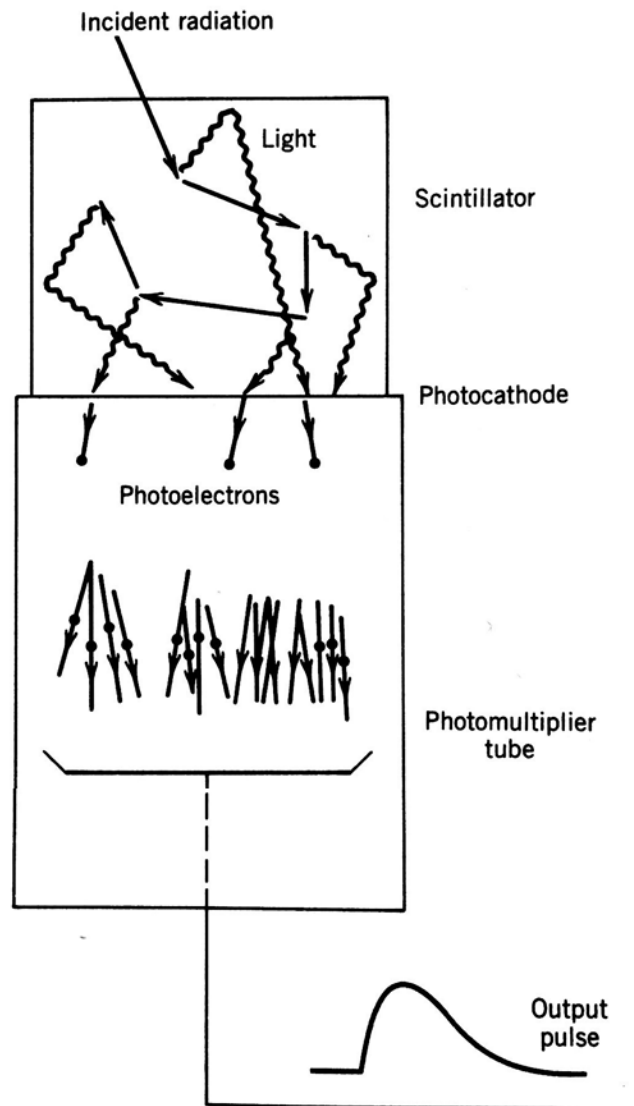 Incident radiation
Light
Scintillator
Photocathode
Photoelectrons
Photomultiplier
tube
Output
pulse